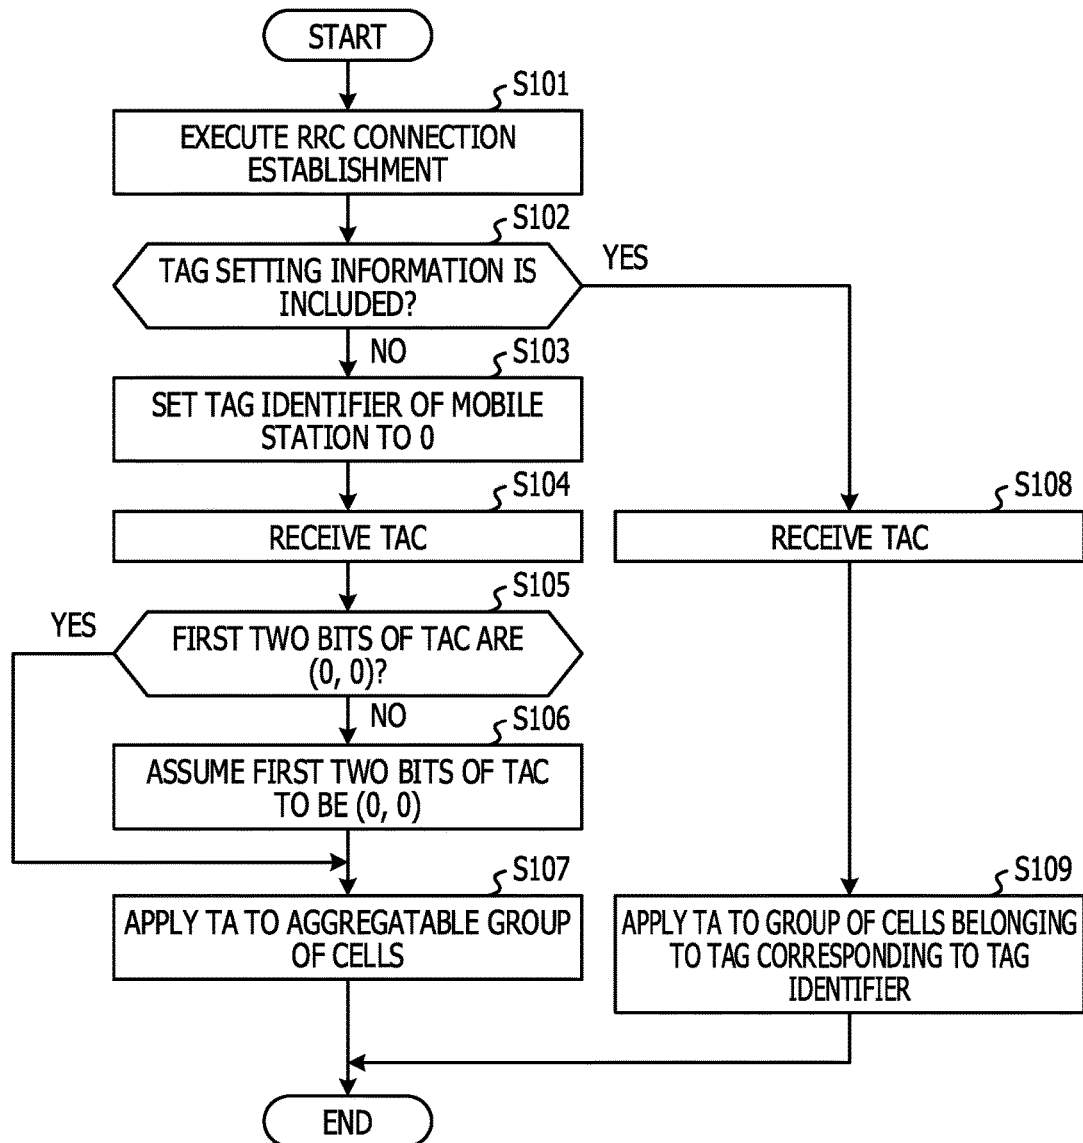 START
S101
EXECUTE RRC CONNECTION
ESTABLISHMENT
S102
TAG SETTING INFORMATION IS
INCLUDED?
YES
NO
S103
SET TAG IDENTIFIER OF MOBILE
STATION TO 0
S104
RECEIVE TAC
S108
RECEIVE TAC
S105
YES
FIRST TWO BITS OF TAC ARE
(0, 0)?
NO
S106
ASSUME FIRST TWO BITS OF TAC
TO BE (0, 0)
S107
APPLY TA TO AGGREGATABLE GROUP
OF CELLS
S109
APPLY TA TO GROUP OF CELLS BELONGING
TO TAG CORRESPONDING TO TAG
IDENTIFIER
END